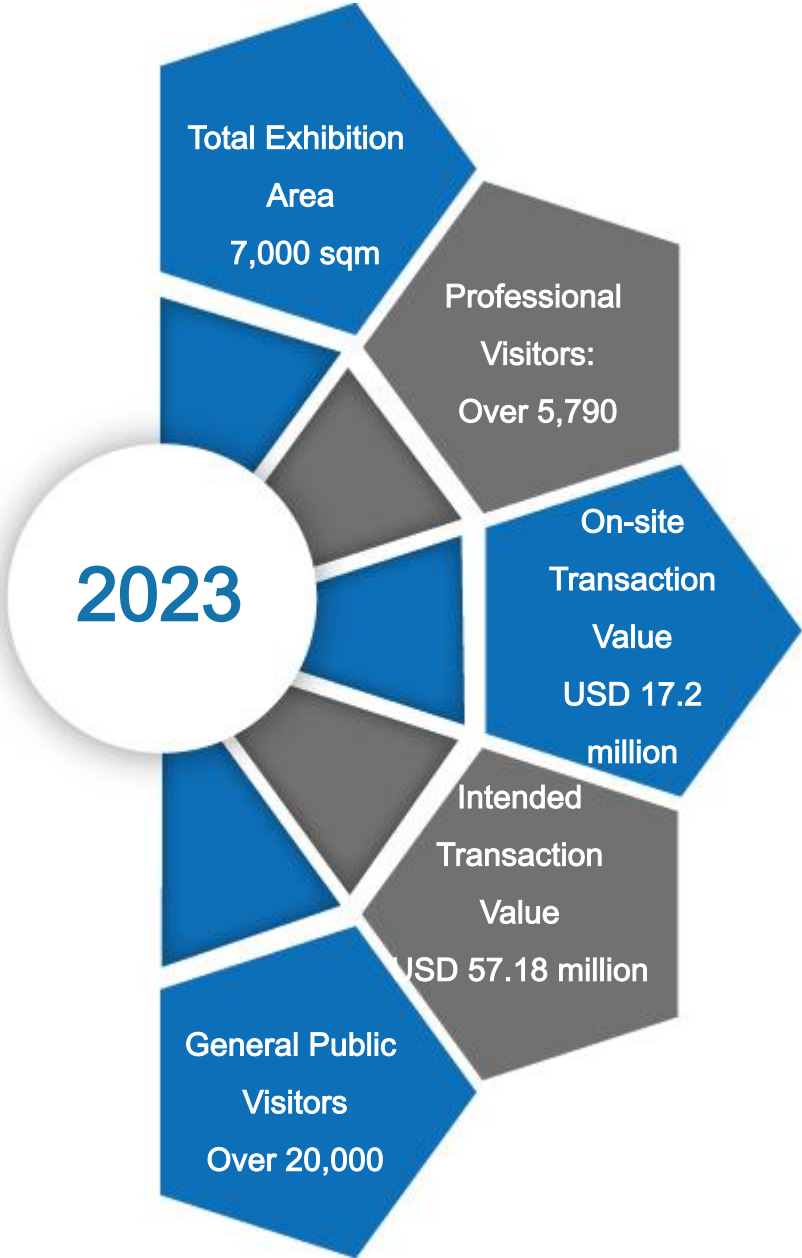 Total Exhibition
Area
7,000 sqm
Professional
Visitors:
Over 5,790
On-site
Transaction
Value
USD 17.2
million
2023
Intended
Transaction
Value
USD 57.18 million
General Public
Visitors
Over 20,000